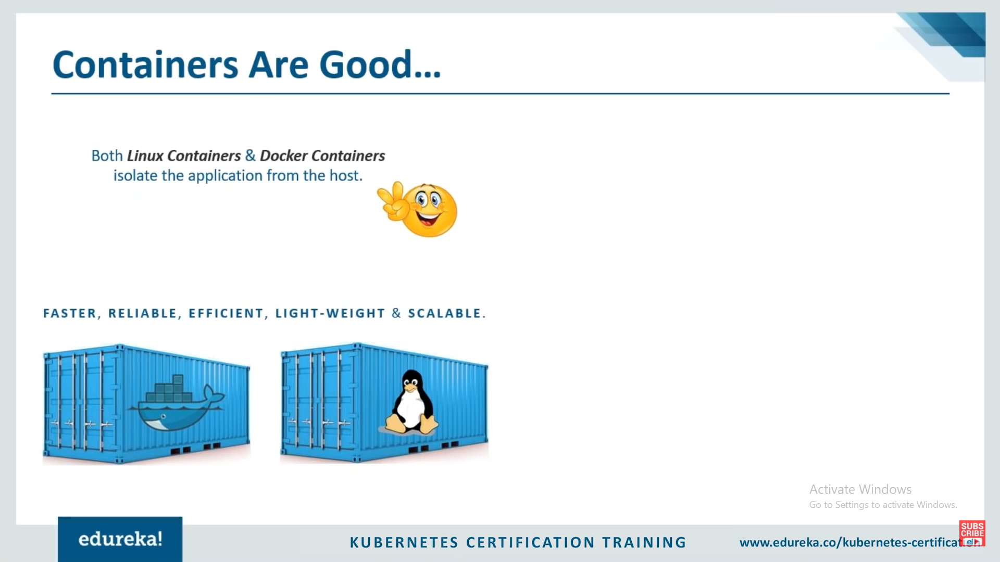 Containers Are Good...
Both Linux Containers & Docker Containers
isolate the application from the host.
FASTER, RELIABLE, EFFICIENT, LIGHT-WEIGHT & SCALABLE.
Activate Windows
Go to Settings to activate Windows.
edureka!
KUBERNETES CERTIFICATION TRAINING
www.edureka.co/kubernetes-certification
SUBS
CRIBE
e!